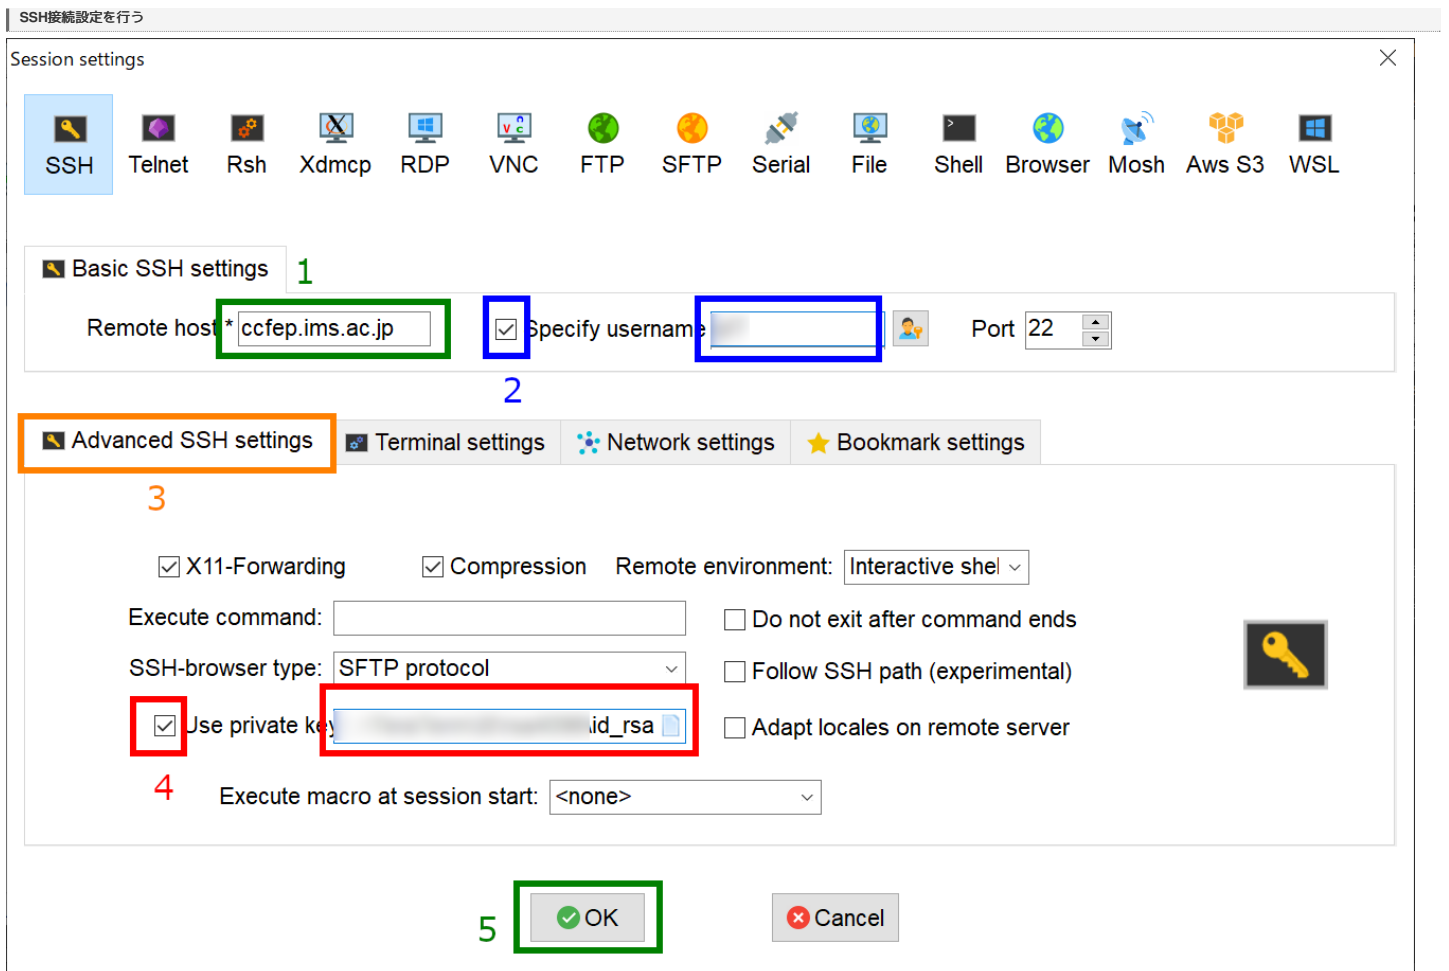 SSH接続設定を行う
Session settings
SSH Telnet Rsh Xdmcp RDP VNC FTP SFTP Serial File Shell Browser Mosh Aws S3 WSL
Basic SSH settings 1
Remote host * ccfep.ims.ac.jp Specify username Port 22
2
Advanced SSH settings Terminal settings Network settings Bookmark settings
3
X11-Forwarding Compression Remote environment: Interactive shel
Execute command: Do not exit after command ends
SSH-browser type: SFTP protocol Follow SSH path (experimental)
Use private key \id_rsa Adapt locales on remote server
4
Execute macro at session start: <none>
5 OK Cancel